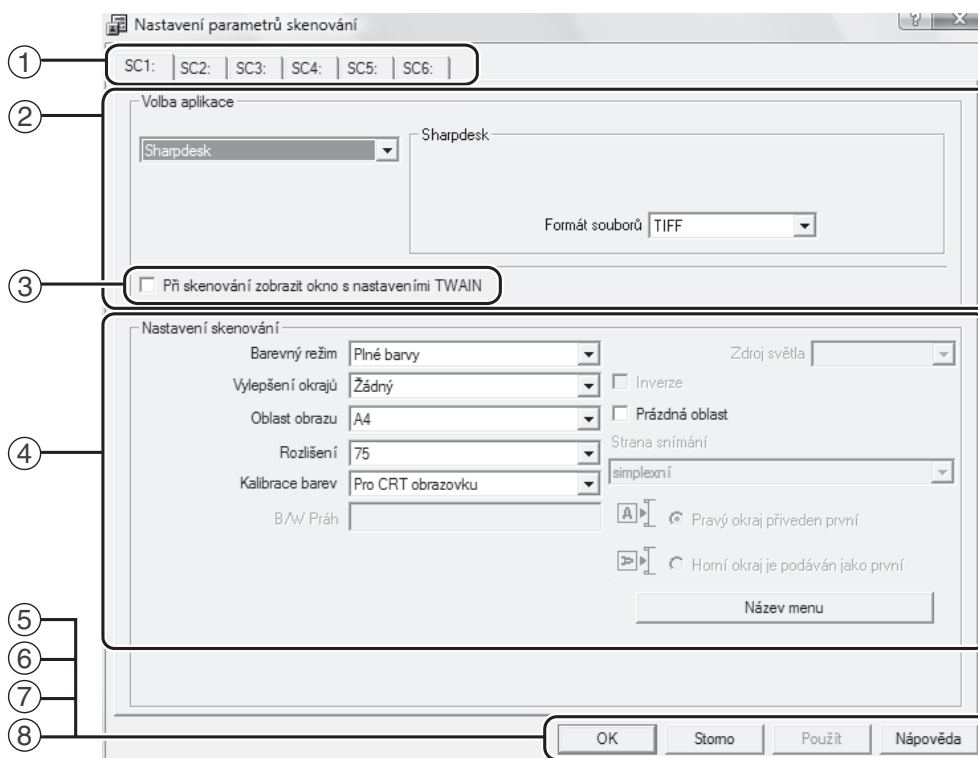 Nastavení parametrů skenování
1
SC1: SC2: SC3: SC4: SC5: SC6:
2
Volba aplikace
Sharpdesk
Sharpdesk
Formát souborů TIFF
3
Při skenování zobrazit okno s nastaveními TWAIN
4
Nastavení skenování
Barevný režim Plné barvy
Zdroj světla
Vylepšení okrajů Žádný
Inverze
Oblast obrazu A4
Prázdná oblast
Rozlišení 75
Strana snímání
simplexní
Kalibrace barev Pro CRT obrazovku
B/W Práh
A Pravý okraj přiveden první
A Horní okraj je podáván jako první
Název menu
5
6
7
8
OK Storno Použít Nápověda